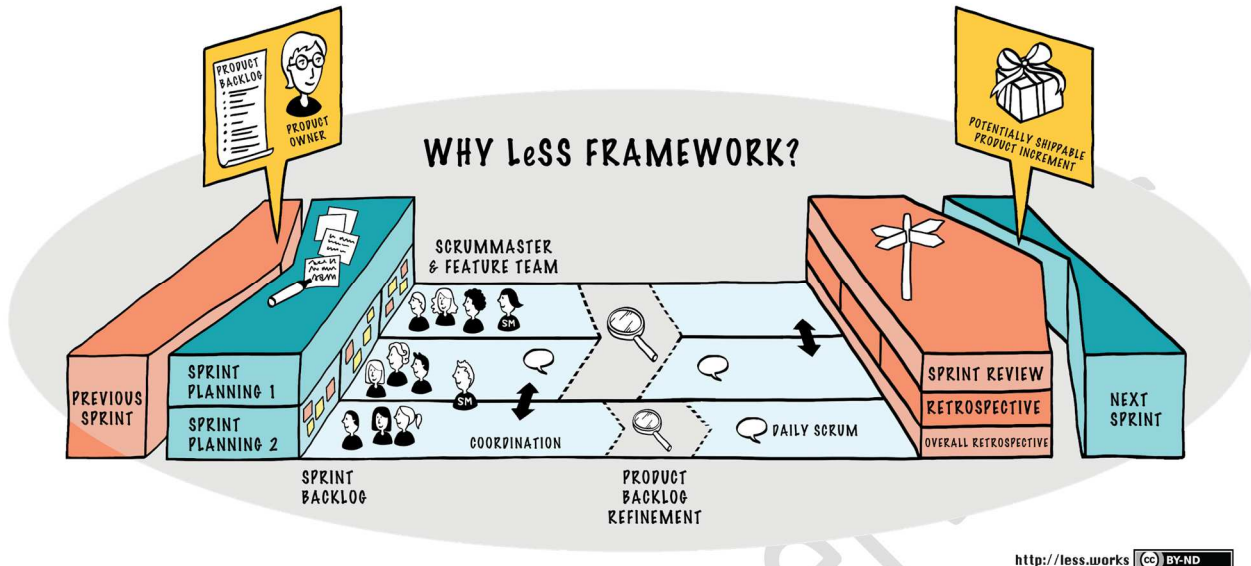 PRODUCT
BACKLOG
PRODUCT
OWNER
WHY LeSS FRAMEWORK?
POTENTIALLY SHIPPABLE
PRODUCT INCREMENT
SCRUMMASTER
& FEATURE TEAM
SM
SM
PREVIOUS
SPRINT
SPRINT
PLANNING 1
SPRINT
PLANNING 2
COORDINATION
DAILY SCRUM
SPRINT REVIEW
RETROSPECTIVE
OVERALL RETROSPECTIVE
NEXT
SPRINT
SPRINT
BACKLOG
PRODUCT
BACKLOG
REFINEMENT
http://less.works cc BY-ND